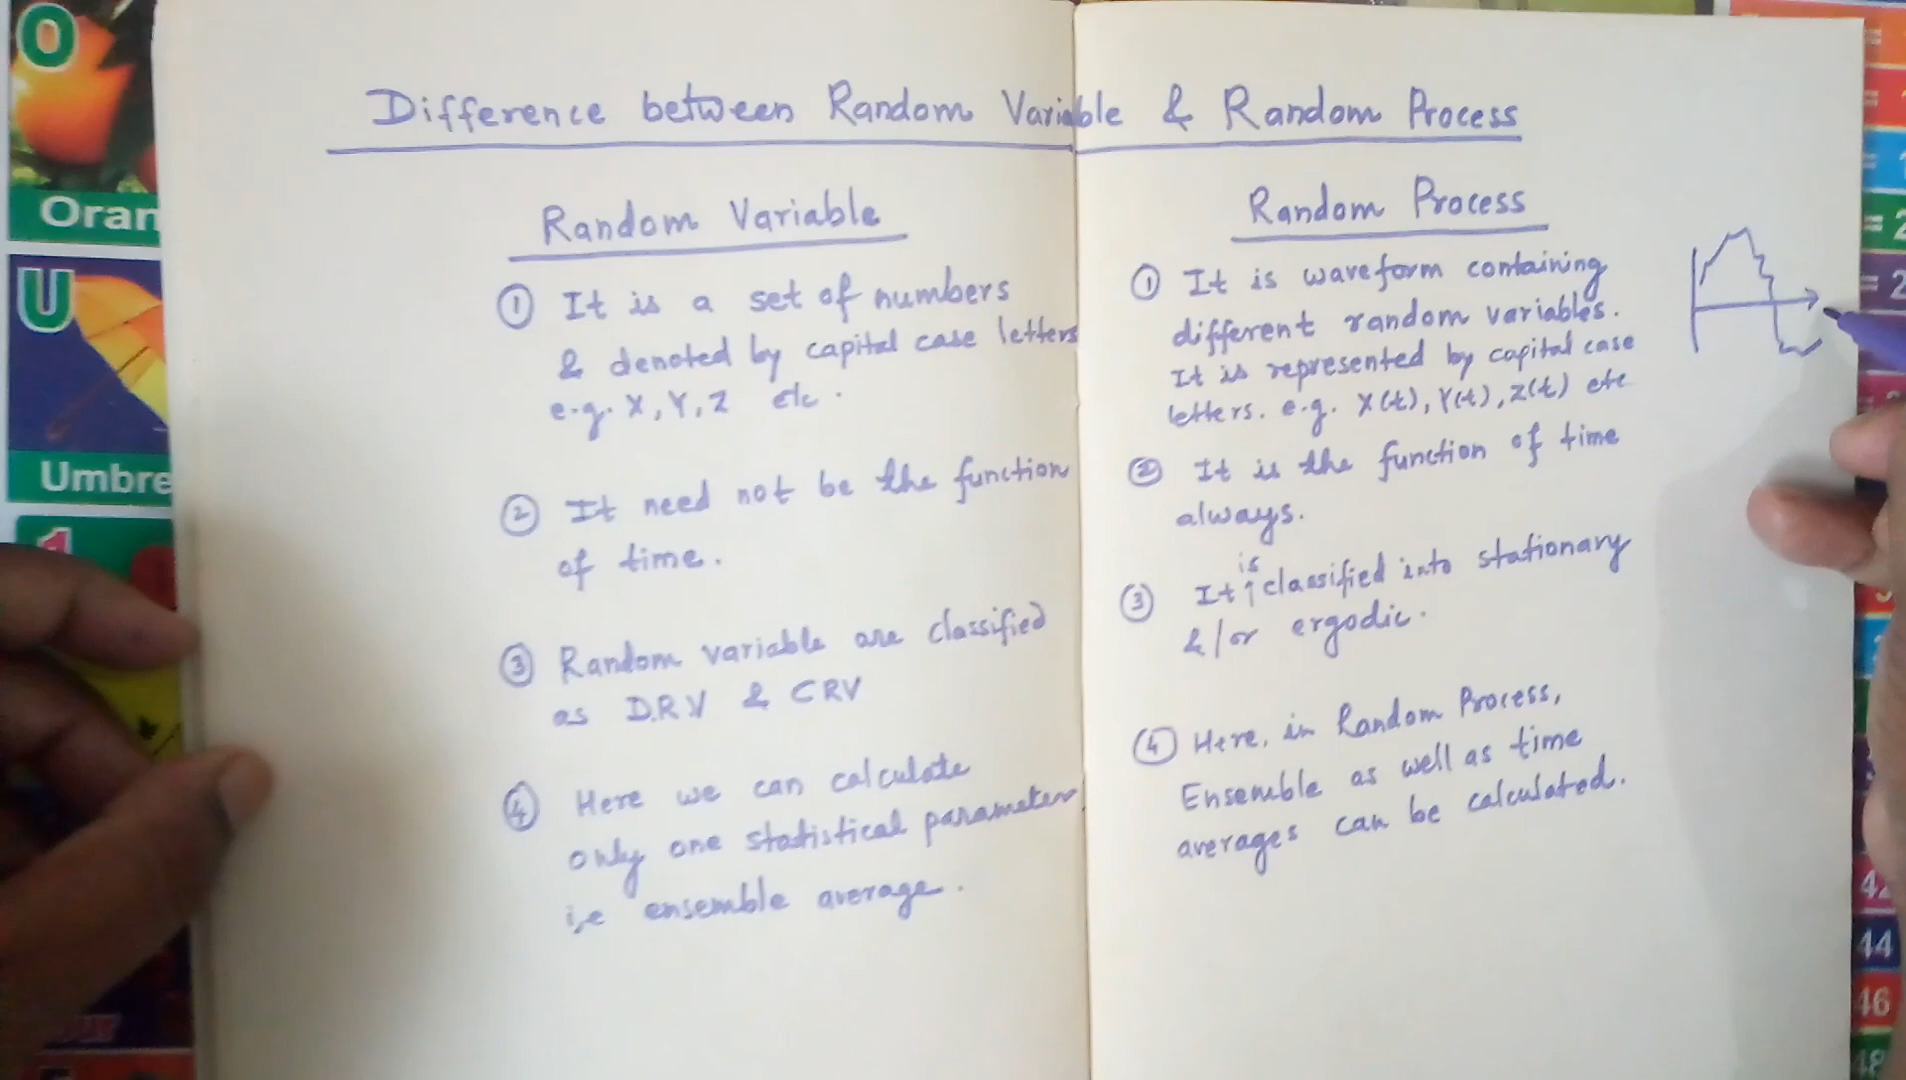 Difference between Random Variable & Random Process
Random Variable
① It is a set of numbers
& denoted by capital case letters
e.g. X, Y, Z etc.
② It need not be the function
of time.
③ Random variable are classified
as D.R.V & CRV
④ Here we can calculate
only one statistical parameter
i,e ensemble average.
Random Process
① It is waveform containing
different random variables.
It is represented by capital case
letters. e.g. X(t), Y(t), Z(t) etc
② It is the function of time
always.
③ It is classified into stationary
&/or ergodic.
④ Here, in Random Process,
Ensemble as well as time
averages can be calculated.
O
Oran
U
Umbre
= 2
= 2
44
46
48